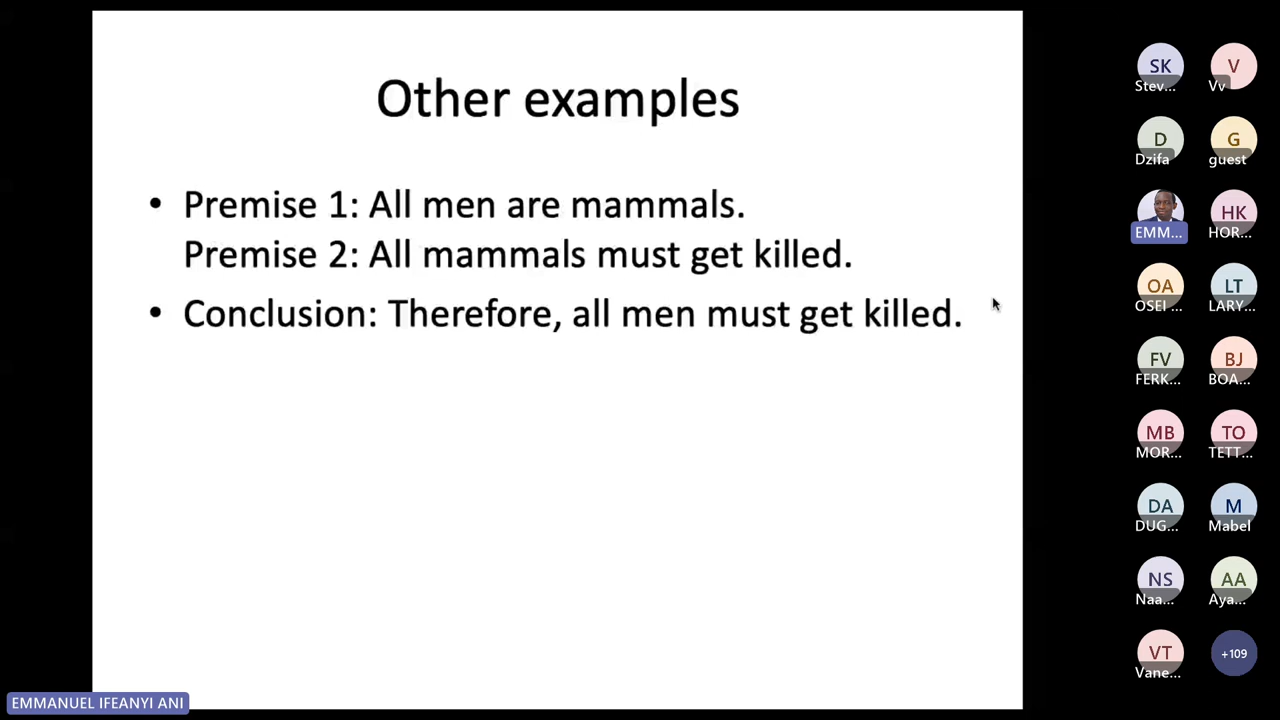 Other examples
• Premise 1: All men are mammals.
Premise 2: All mammals must get killed.
• Conclusion: Therefore, all men must get killed.
SK
Stev...
V
Vv
D
Dzifa
G
guest
EMM...
HK
HOR...
OA
OSEI ...
LT
LARY...
FV
FERK...
BJ
BOA...
MB
MOR...
TO
TETT...
DA
DUG...
M
Mabel
NS
Naa...
AA
Aya...
VT
Vane...
+109
EMMANUEL IFEANYI ANI